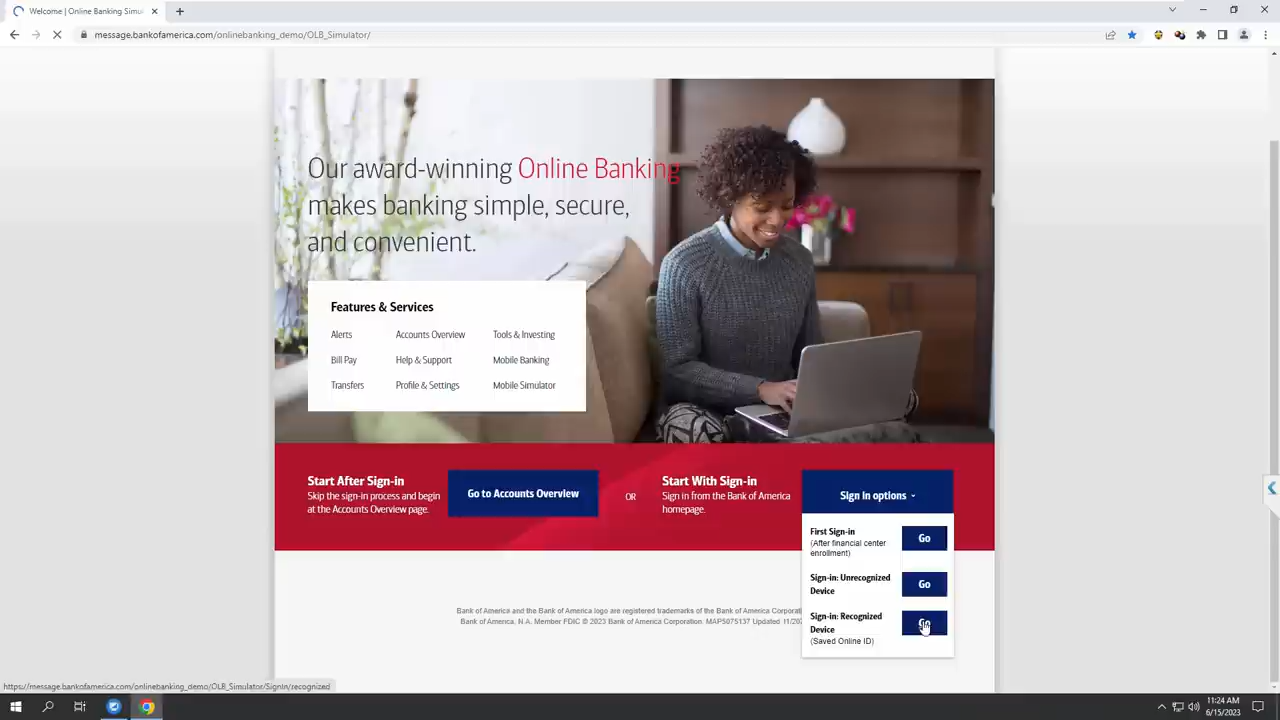 Welcome | Online Banking Simu
message.bankofamerica.com/onlinebanking_demo/OLB_Simulator/
Our award-winning Online Banking
makes banking simple, secure,
and convenient.
Features & Services
Alerts Accounts Overview Tools & Investing
Bill Pay Help & Support Mobile Banking
Transfers Profile & Settings Mobile Simulator
Start After Sign-in
Skip the sign-in process and begin
at the Accounts Overview page.
Go to Accounts Overview
OR
Start With Sign-in
Sign in from the Bank of America
homepage.
Sign in options
First Sign-in
(After financial center
enrollment)
Go
Sign-in: Unrecognized
Device
Go
Sign-in: Recognized
Device
(Saved Online ID)
Go
Bank of America and the Bank of America logo are registered trademarks of the Bank of America Corporati
Bank of America, N.A. Member FDIC © 2023 Bank of America Corporation. MAP5075137 Updated 11/202
https://message.bankofamerica.com/onlinebanking_demo/OLB_Simulator/SignIn/recognized
11:24 AM
6/15/2023